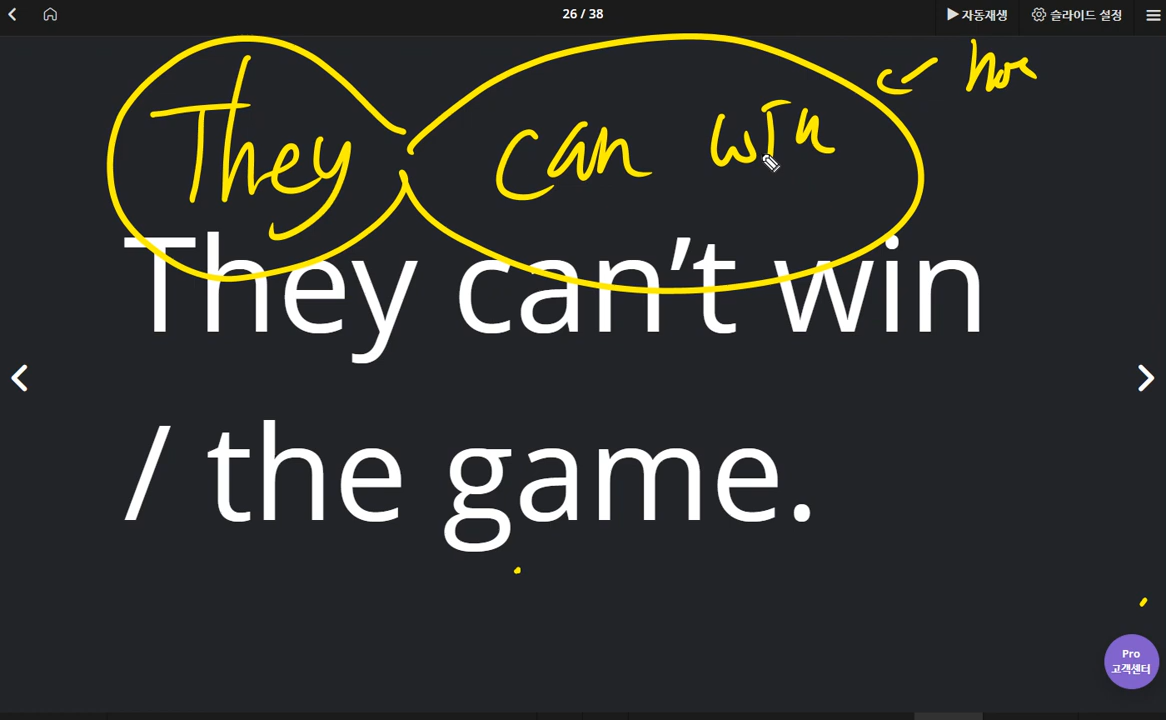 26 / 38
자동재생
슬라이드 설정
They can win
They can't win
/ the game.
Pro
고객센터